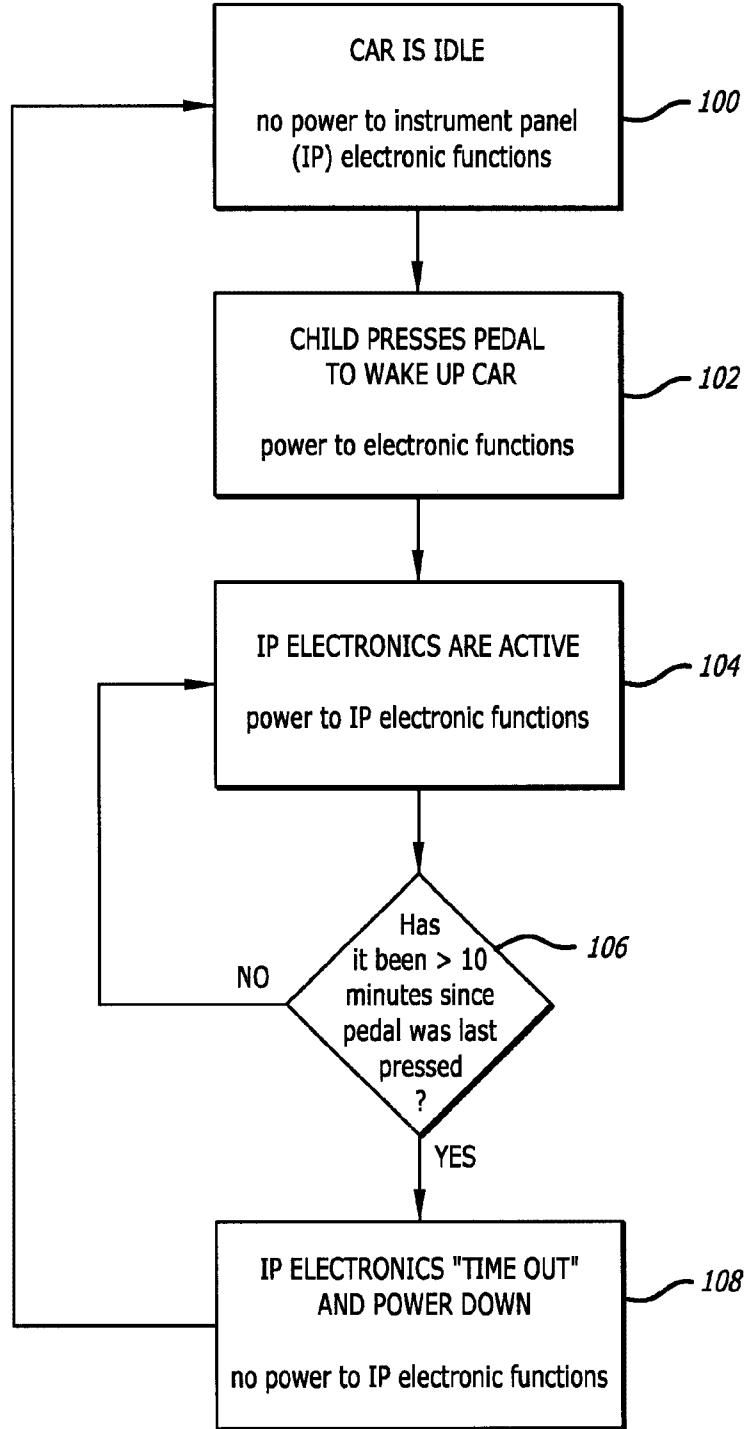 CAR IS IDLE
no power to instrument panel
(IP) electronic functions
100
CHILD PRESSES PEDAL
TO WAKE UP CAR
power to electronic functions
102
IP ELECTRONICS ARE ACTIVE
power to IP electronic functions
104
Has
it been > 10
minutes since
pedal was last
pressed
?
106
NO
YES
IP ELECTRONICS "TIME OUT"
AND POWER DOWN
no power to IP electronic functions
108